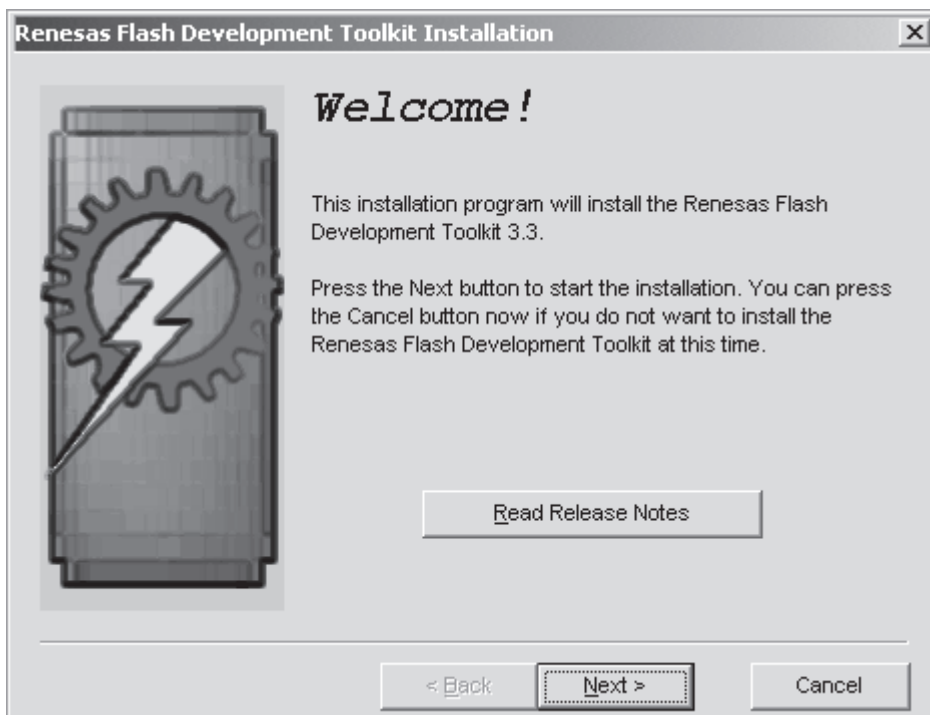 Renesas Flash Development Toolkit Installation
Welcome!
This installation program will install the Renesas Flash
Development Toolkit 3.3.
Press the Next button to start the installation. You can press
the Cancel button now if you do not want to install the
Renesas Flash Development Toolkit at this time.
Read Release Notes
< Back
Next >
Cancel